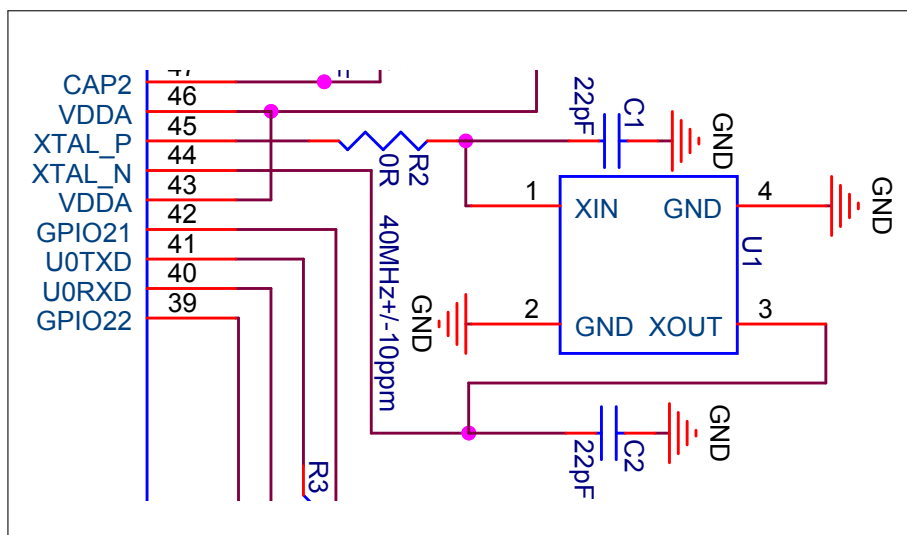 47
CAP2
46
VDDA
45
XTAL_P
44
XTAL_N
43
VDDA
42
GPIO21
41
U0TXD
40
U0RXD
39
GPIO22
R2
0R
22pF
C1
GND
1
XIN
GND
4
GND
U1
40MHz+/-10ppm
GND
2
GND
XOUT
3
22pF
C2
GND
R3